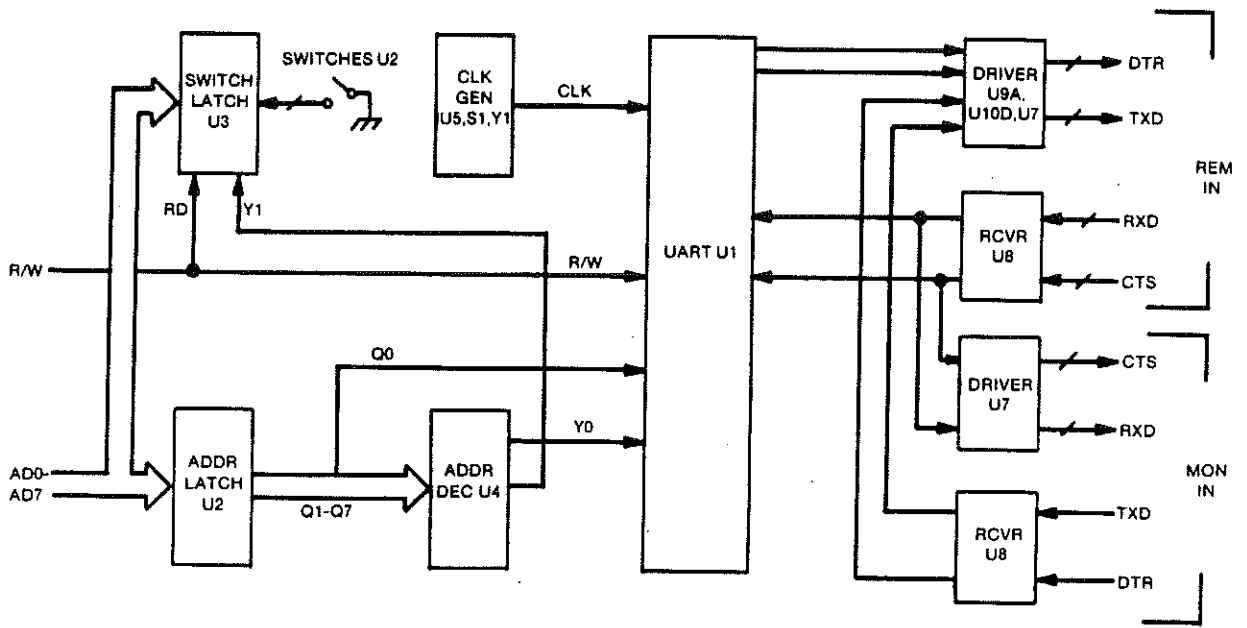 SWITCH
LATCH
U3
SWITCHES U2
CLK
GEN
U5,S1,Y1
CLK
UART U1
DRIVER
U9A,
U10D,U7
DTR
TXD
REM
IN
RD
Y1
R/W
R/W
RCVR
U8
RXD
CTS
Q0
DRIVER
U7
CTS
RXD
AD0-
AD7
ADDR
LATCH
U2
Q1-Q7
ADDR
DEC U4
Y0
MON
IN
RCVR
U8
TXD
DTR